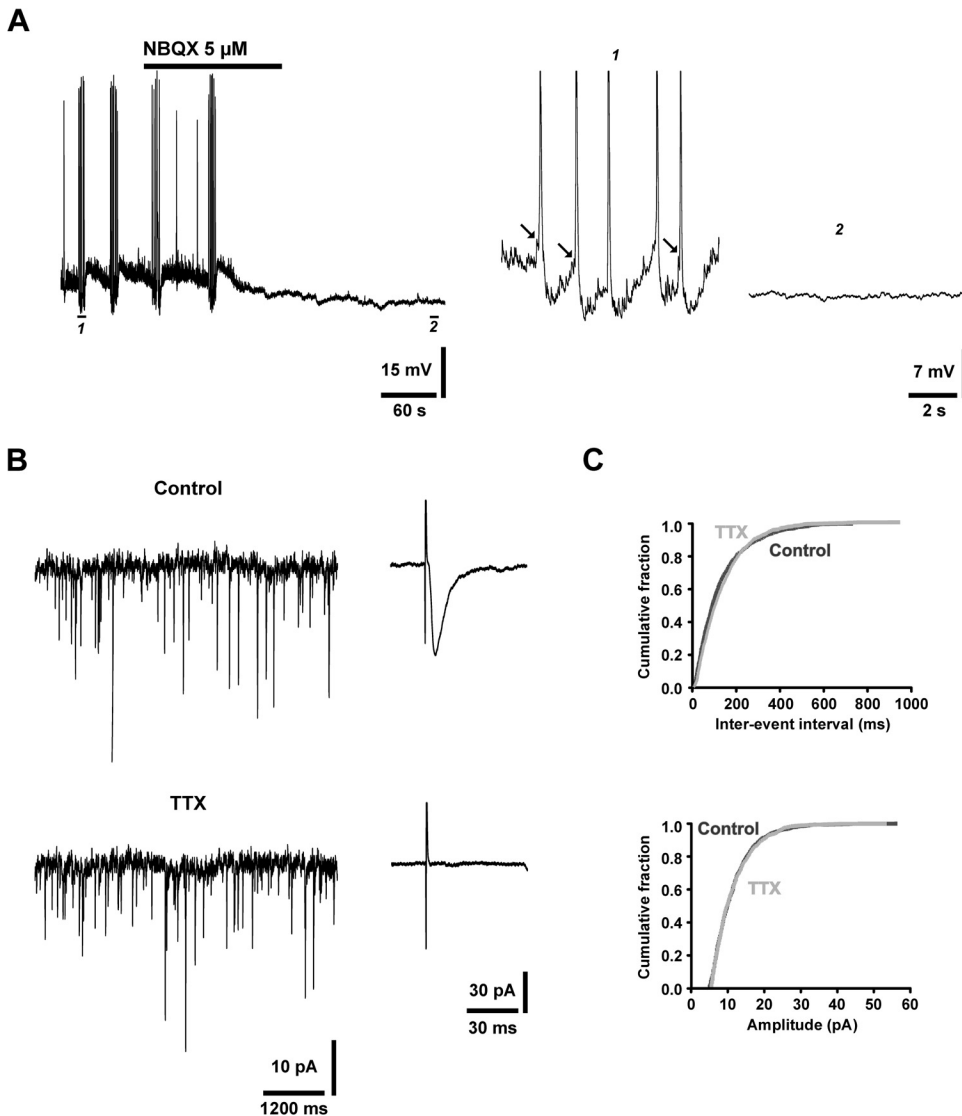 A
NBQX 5 µM
1
2
15 mV
60 s
1
2
7 mV
2 s
B
Control
TTX
30 pA
30 ms
10 pA
1200 ms
C
Cumulative fraction
1.0
0.8
0.6
0.4
0.2
0.0
TTX
Control
0 200 400 600 800 1000
Inter-event interval (ms)
Cumulative fraction
1.0
0.8
0.6
0.4
0.2
0.0
Control
TTX
0 10 20 30 40 50 60
Amplitude (pA)